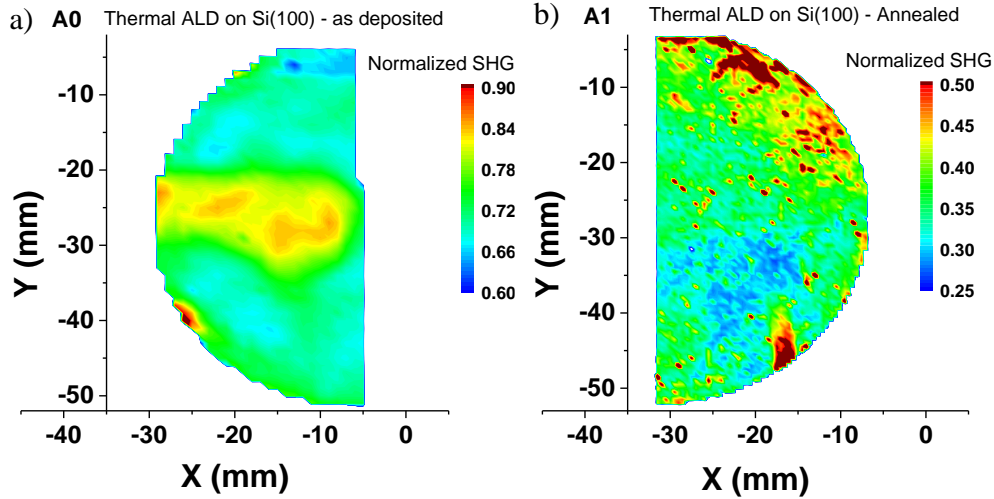 a) A0 Thermal ALD on Si(100) - as deposited
Normalized SHG
0.90
0.84
0.78
0.72
0.66
0.60
-10
-20
-30
-40
-50
Y (mm)
-40 -30 -20 -10 0
X (mm)
b) A1 Thermal ALD on Si(100) - Annealed
Normalized SHG
0.50
0.45
0.40
0.35
0.30
0.25
-10
-20
-30
-40
-50
Y (mm)
-40 -30 -20 -10 0
X (mm)